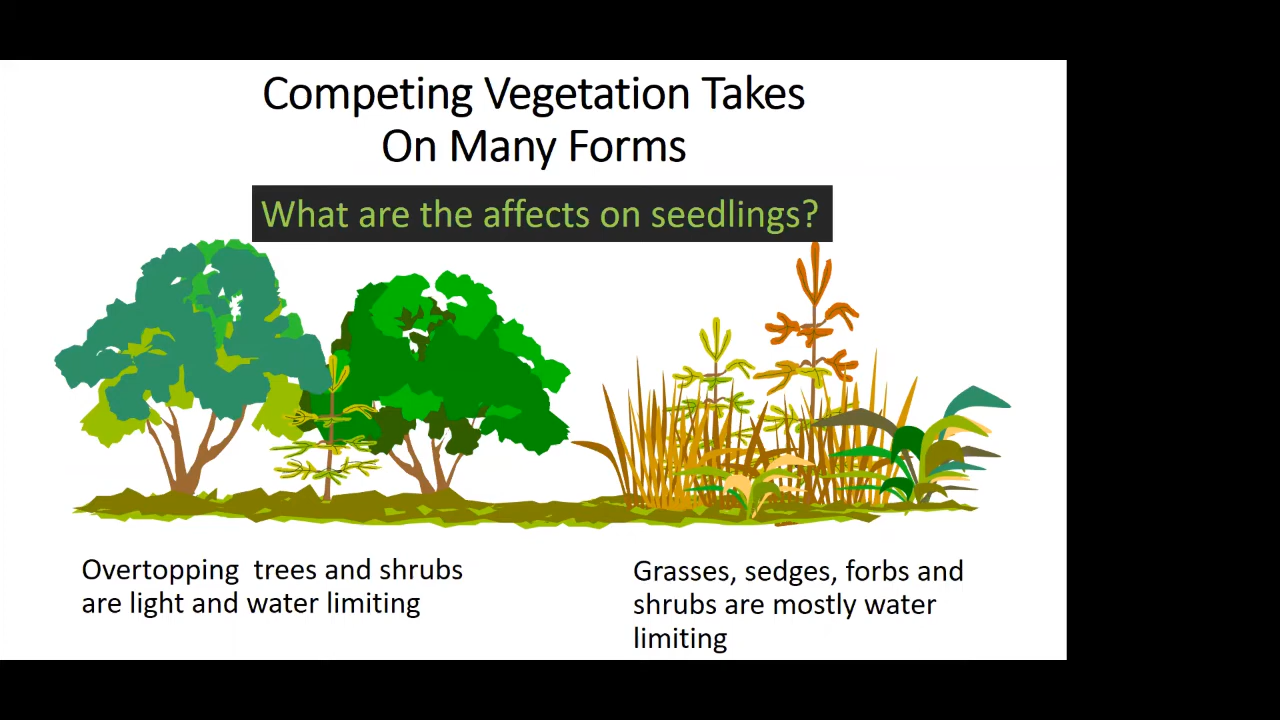 Competing Vegetation Takes
On Many Forms
What are the affects on seedlings?
Overtopping trees and shrubs
are light and water limiting
Grasses, sedges, forbs and
shrubs are mostly water
limiting